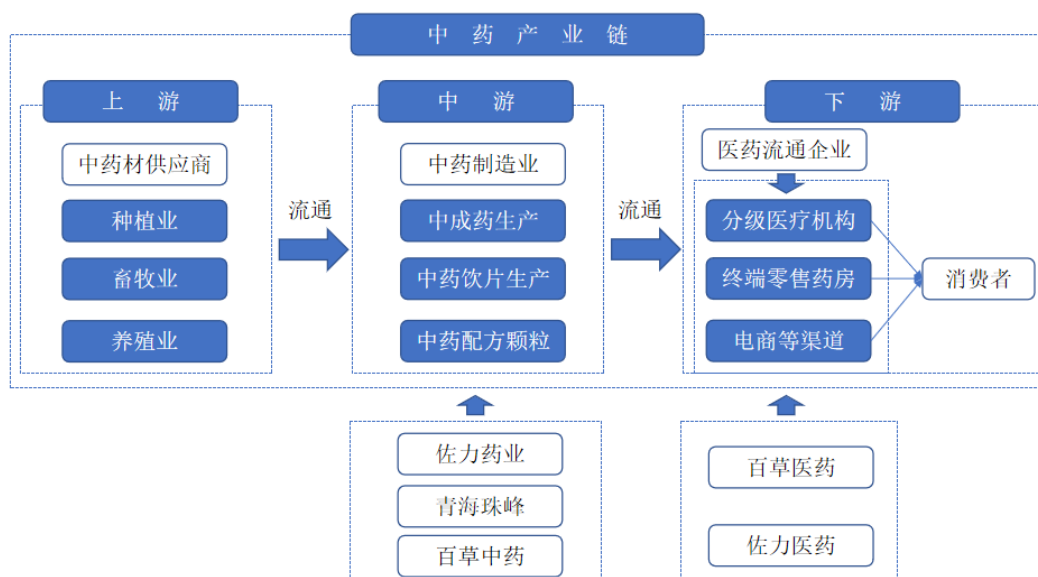 中药产业链
上游
中药材供应商
种植业
畜牧业
养殖业
流通
中游
中药制造业
中成药生产
中药饮片生产
中药配方颗粒
流通
下游
医药流通企业
分级医疗机构
终端零售药房
电商等渠道
消费者
佐力药业
青海珠峰
百草中药
百草医药
佐力医药